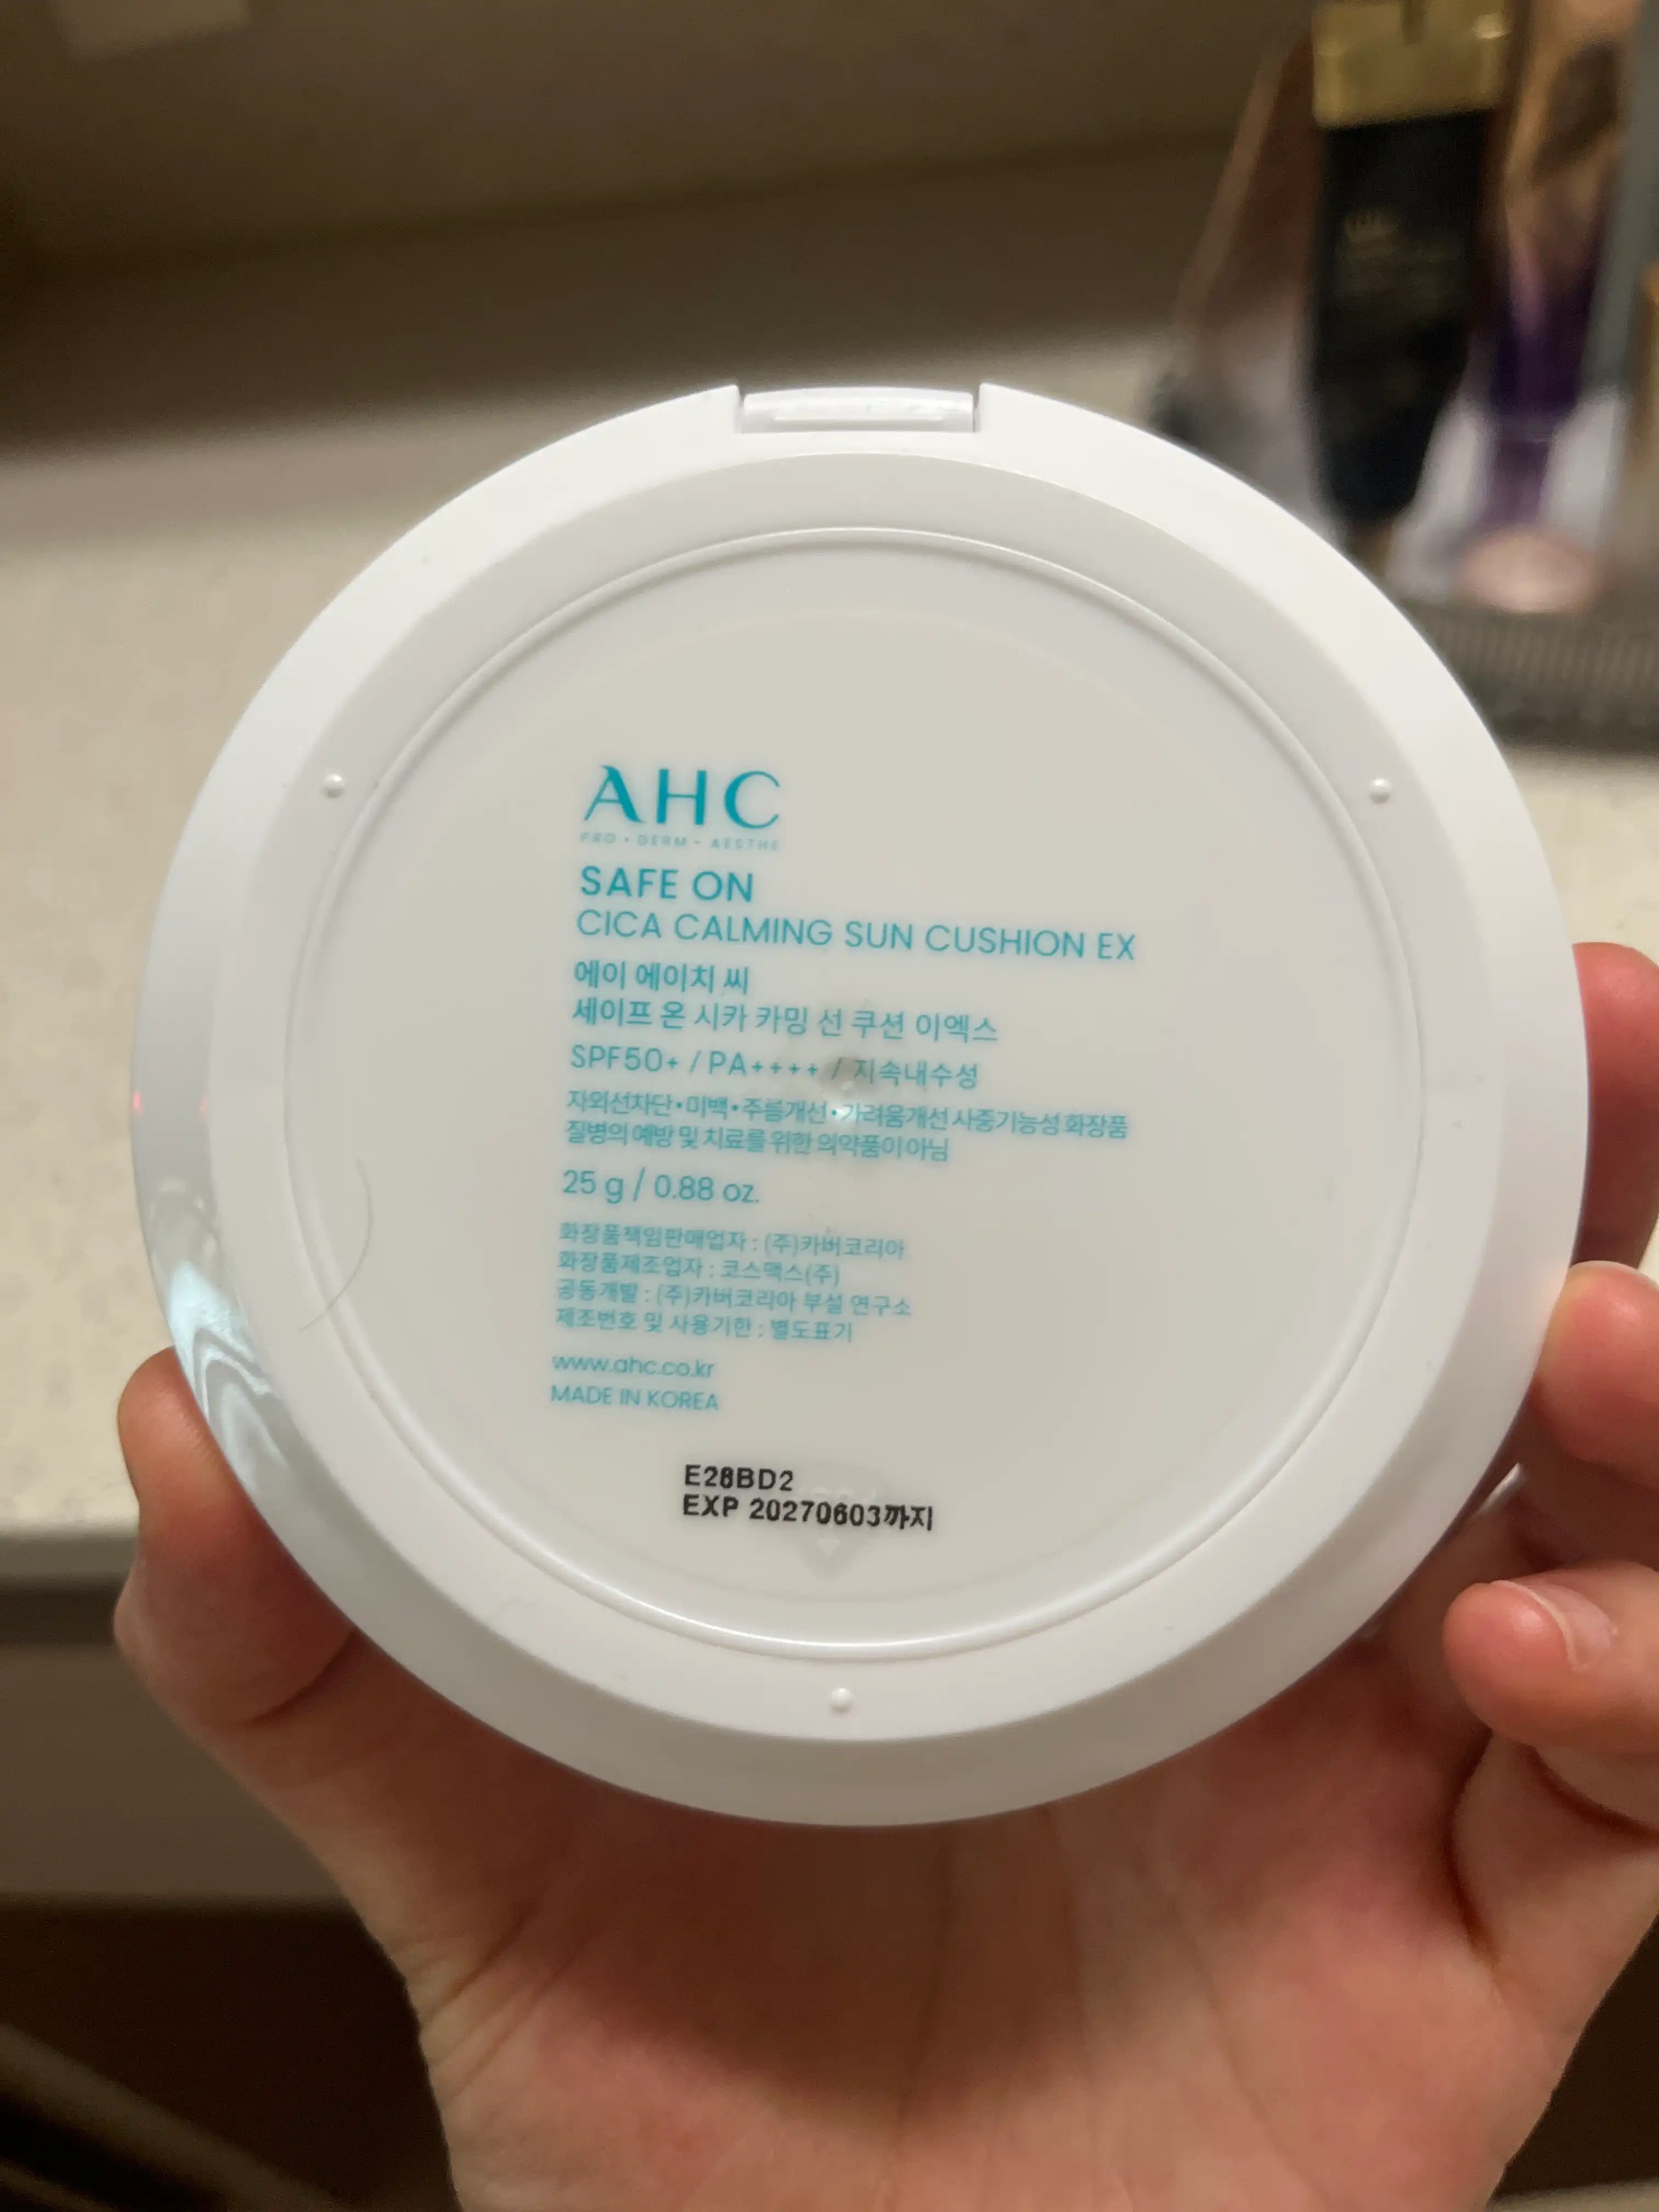 AHC
PRO • DERM • AESTHE
SAFE ON
CICA CALMING SUN CUSHION EX
에이 에이치 씨
세이프 온 시카 카밍 선 쿠션 이엑스
SPF50+ / PA++++ / 지속내수성
자외선차단•미백•주름개선•가려움개선 사중기능성 화장품
질병의 예방 및 치료를 위한 의약품이 아님
25 g / 0.88 oz.
화장품책임판매업자 : (주)카버코리아
화장품제조업자 : 코스맥스(주)
공동개발 : (주)카버코리아 부설 연구소
제조번호 및 사용기한 : 별도표기
www.ahc.co.kr
MADE IN KOREA
E28BD2
EXP 20270603까지